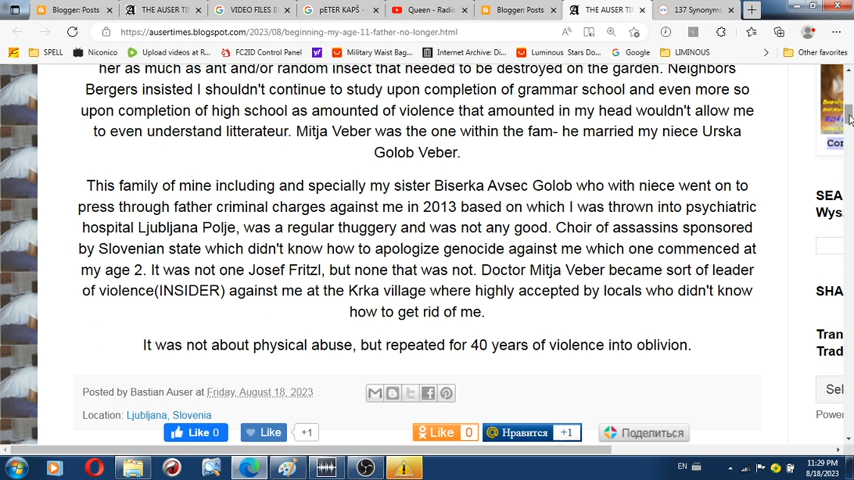 Blogger: Posts
THE AUSER TIM
VIDEO FILES B
pETER KAPŠ -
Queen - Radio
Blogger: Posts
THE AUSER TIM
137 Synonyms
https://ausertimes.blogspot.com/2023/08/beginning-my-age-11-father-no-longer.html
SPELL
Niconico
Upload videos at R...
FC2ID Control Panel
Military Waist Bag...
Internet Archive: Di...
Luminous Stars Do...
LIMINOUS
Other favorites
her as much as ant and/or random insect that needed to be destroyed on the garden. Neighbors
Bergers insisted I shouldn't continue to study upon completion of grammar school and even more so
upon completion of high school as amounted of violence that amounted in my head wouldn't allow me
to even understand litterateur. Mitja Veber was the one within the fam- he married my niece Urska
Golob Veber.
This family of mine including and specially my sister Biserka Avsec Golob who with niece went on to
press through father criminal charges against me in 2013 based on which I was thrown into psychiatric
hospital Ljubljana Polje, was a regular thuggery and was not any good. Choir of assassins sponsored
by Slovenian state which didn't know how to apologize genocide against me which one commenced at
my age 2. It was not one Josef Fritzl, but none that was not. Doctor Mitja Veber became sort of leader
of violence(INSIDER) against me at the Krka village where highly accepted by locals who didn't know
how to get rid of me.
It was not about physical abuse, but repeated for 40 years of violence into oblivion.
Posted by Bastian Auser at Friday, August 18, 2023
Location: Ljubljana, Slovenia
Like 0
Like
+1
Like
0
Нравится
+1
Поделиться
Con
SEA
Wysz
SHA
Tran
Trad
Sel
Power
EN
11:29 PM
8/18/2023